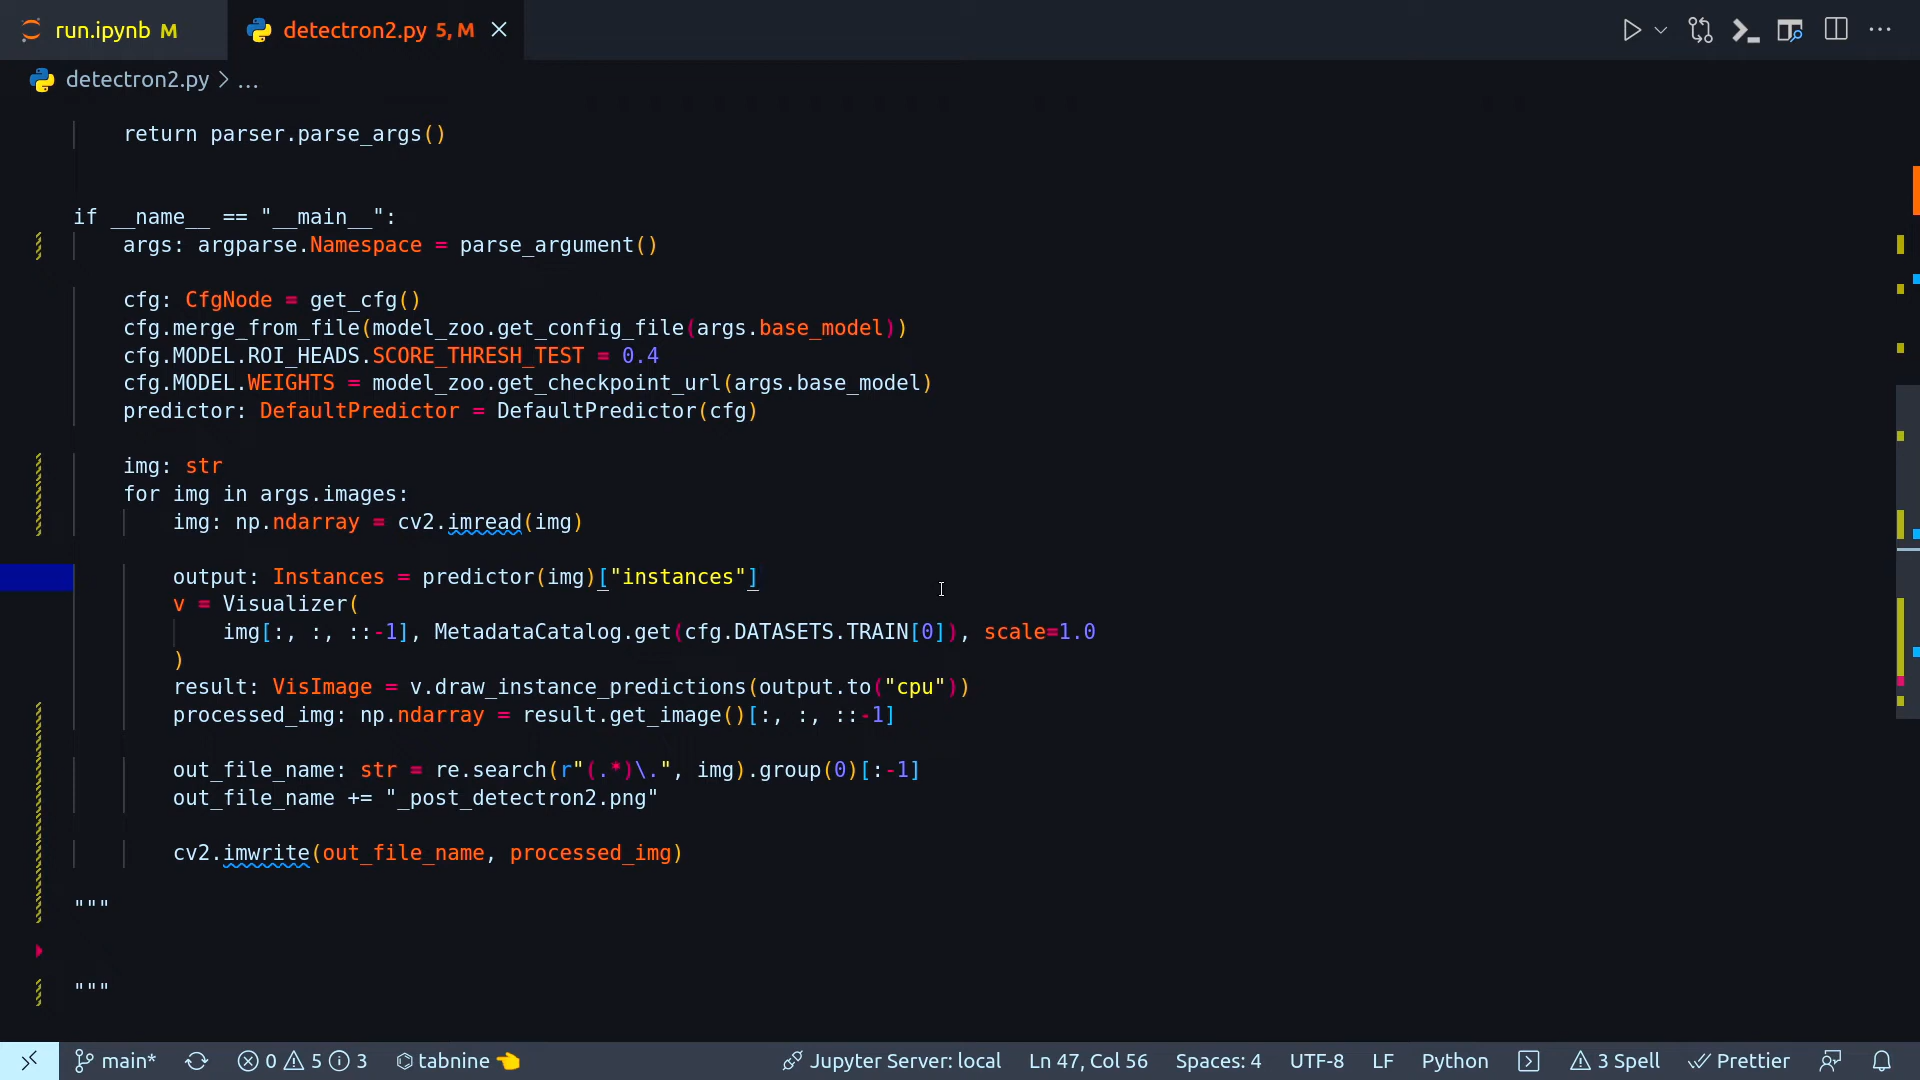 run.ipynb M
detectron2.py 5, M
detectron2.py > ...
return parser.parse_args()
if __name__ == "__main__":
args: argparse.Namespace = parse_argument()
cfg: CfgNode = get_cfg()
cfg.merge_from_file(model_zoo.get_config_file(args.base_model))
cfg.MODEL.ROI_HEADS.SCORE_THRESH_TEST = 0.4
cfg.MODEL.WEIGHTS = model_zoo.get_checkpoint_url(args.base_model)
predictor: DefaultPredictor = DefaultPredictor(cfg)
img: str
for img in args.images:
img: np.ndarray = cv2.imread(img)
output: Instances = predictor(img)["instances"]
v = Visualizer(
img[:, :, ::-1], MetadataCatalog.get(cfg.DATASETS.TRAIN[0]), scale=1.0
)
result: VisImage = v.draw_instance_predictions(output.to("cpu"))
processed_img: np.ndarray = result.get_image()[:, :, ::-1]
out_file_name: str = re.search(r"(.*)\.", img).group(0)[:-1]
out_file_name += "_post_detectron2.png"
cv2.imwrite(out_file_name, processed_img)
"""
"""
main* 0 5 3 tabnine Jupyter Server: local Ln 47, Col 56 Spaces: 4 UTF-8 LF Python 3 Spell Prettier